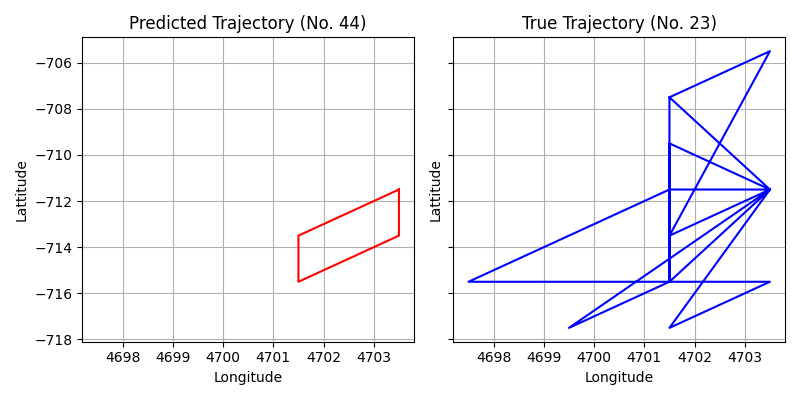 Predicted Trajectory (No. 44)
−706
−708
−710
−712
−714
−716
−718
Lattitude
4698 4699 4700 4701 4702 4703
Longitude
True Trajectory (No. 23)
Lattitude
4698 4699 4700 4701 4702 4703
Longitude